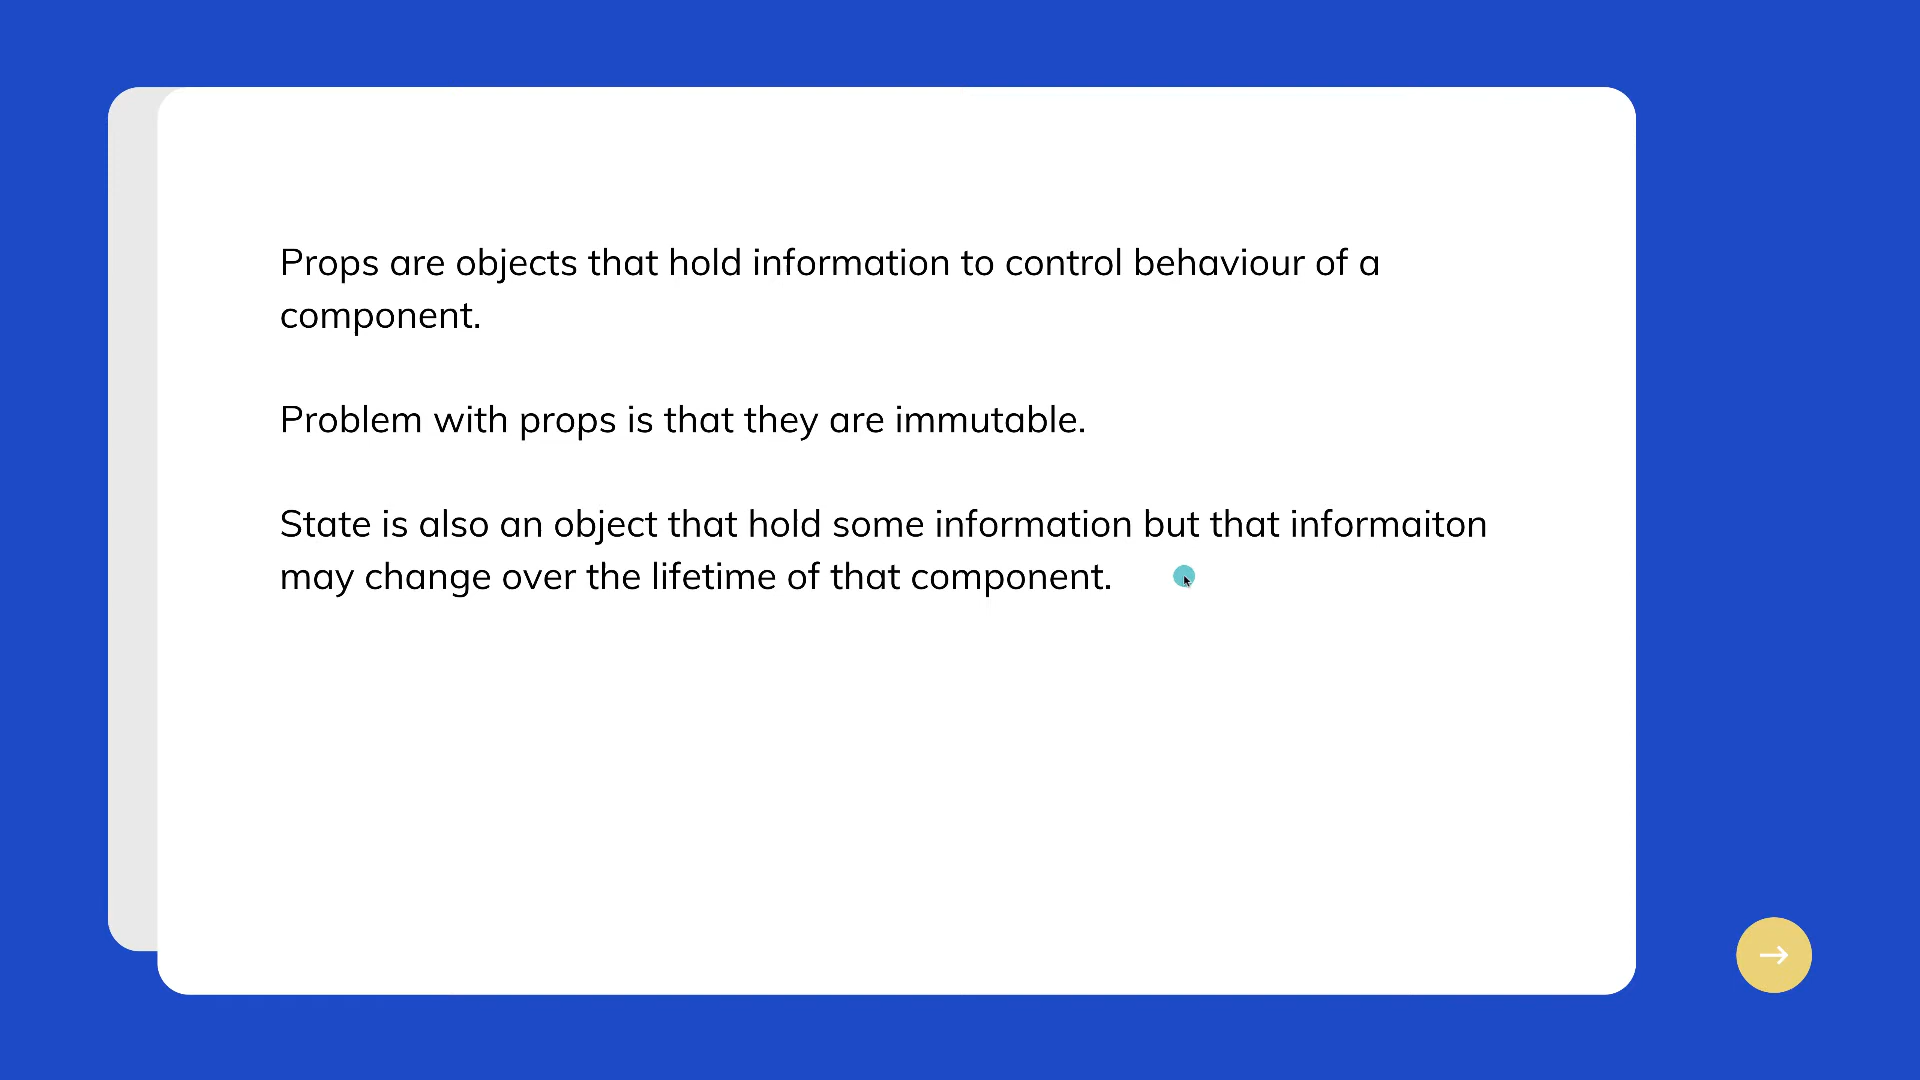 Props are objects that hold information to control behaviour of a
component.
Problem with props is that they are immutable.
State is also an object that hold some information but that informaiton
may change over the lifetime of that component.